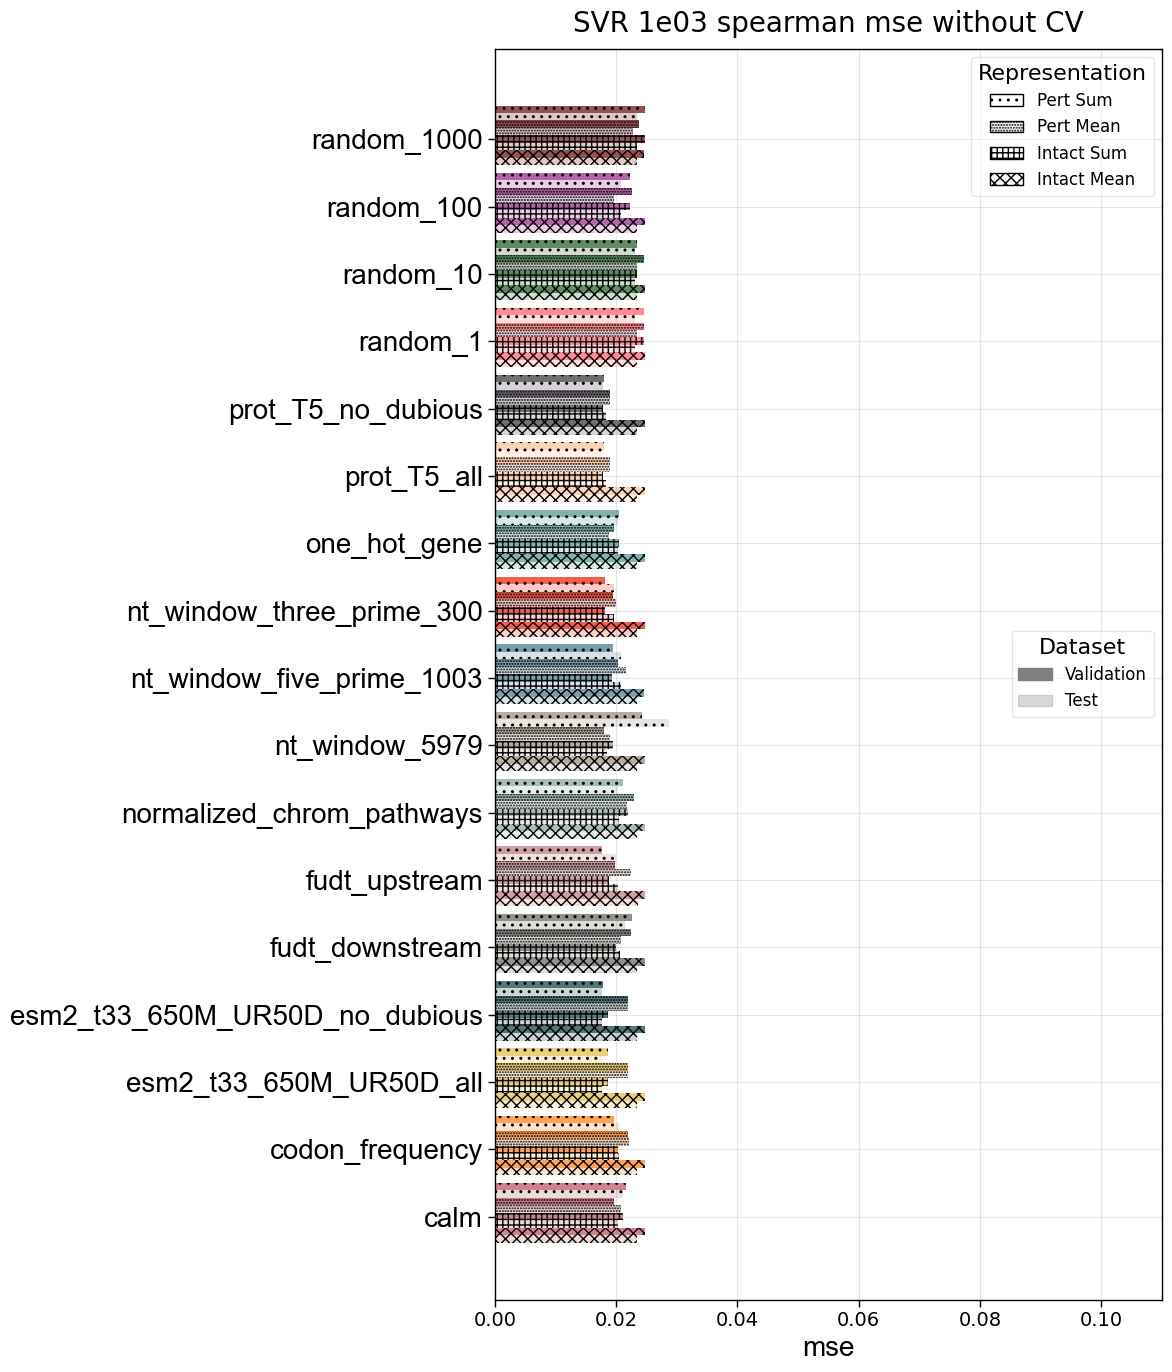 SVR 1e03 spearman mse without CV
Representation
Pert Sum
Pert Mean
Intact Sum
Intact Mean
random_1000
random_100
random_10
random_1
prot_T5_no_dubious
prot_T5_all
one_hot_gene
nt_window_three_prime_300
nt_window_five_prime_1003
Dataset
Validation
Test
nt_window_5979
normalized_chrom_pathways
fudt_upstream
fudt_downstream
esm2_t33_650M_UR50D_no_dubious
esm2_t33_650M_UR50D_all
codon_frequency
calm
0.00 0.02 0.04 0.06 0.08 0.10
mse